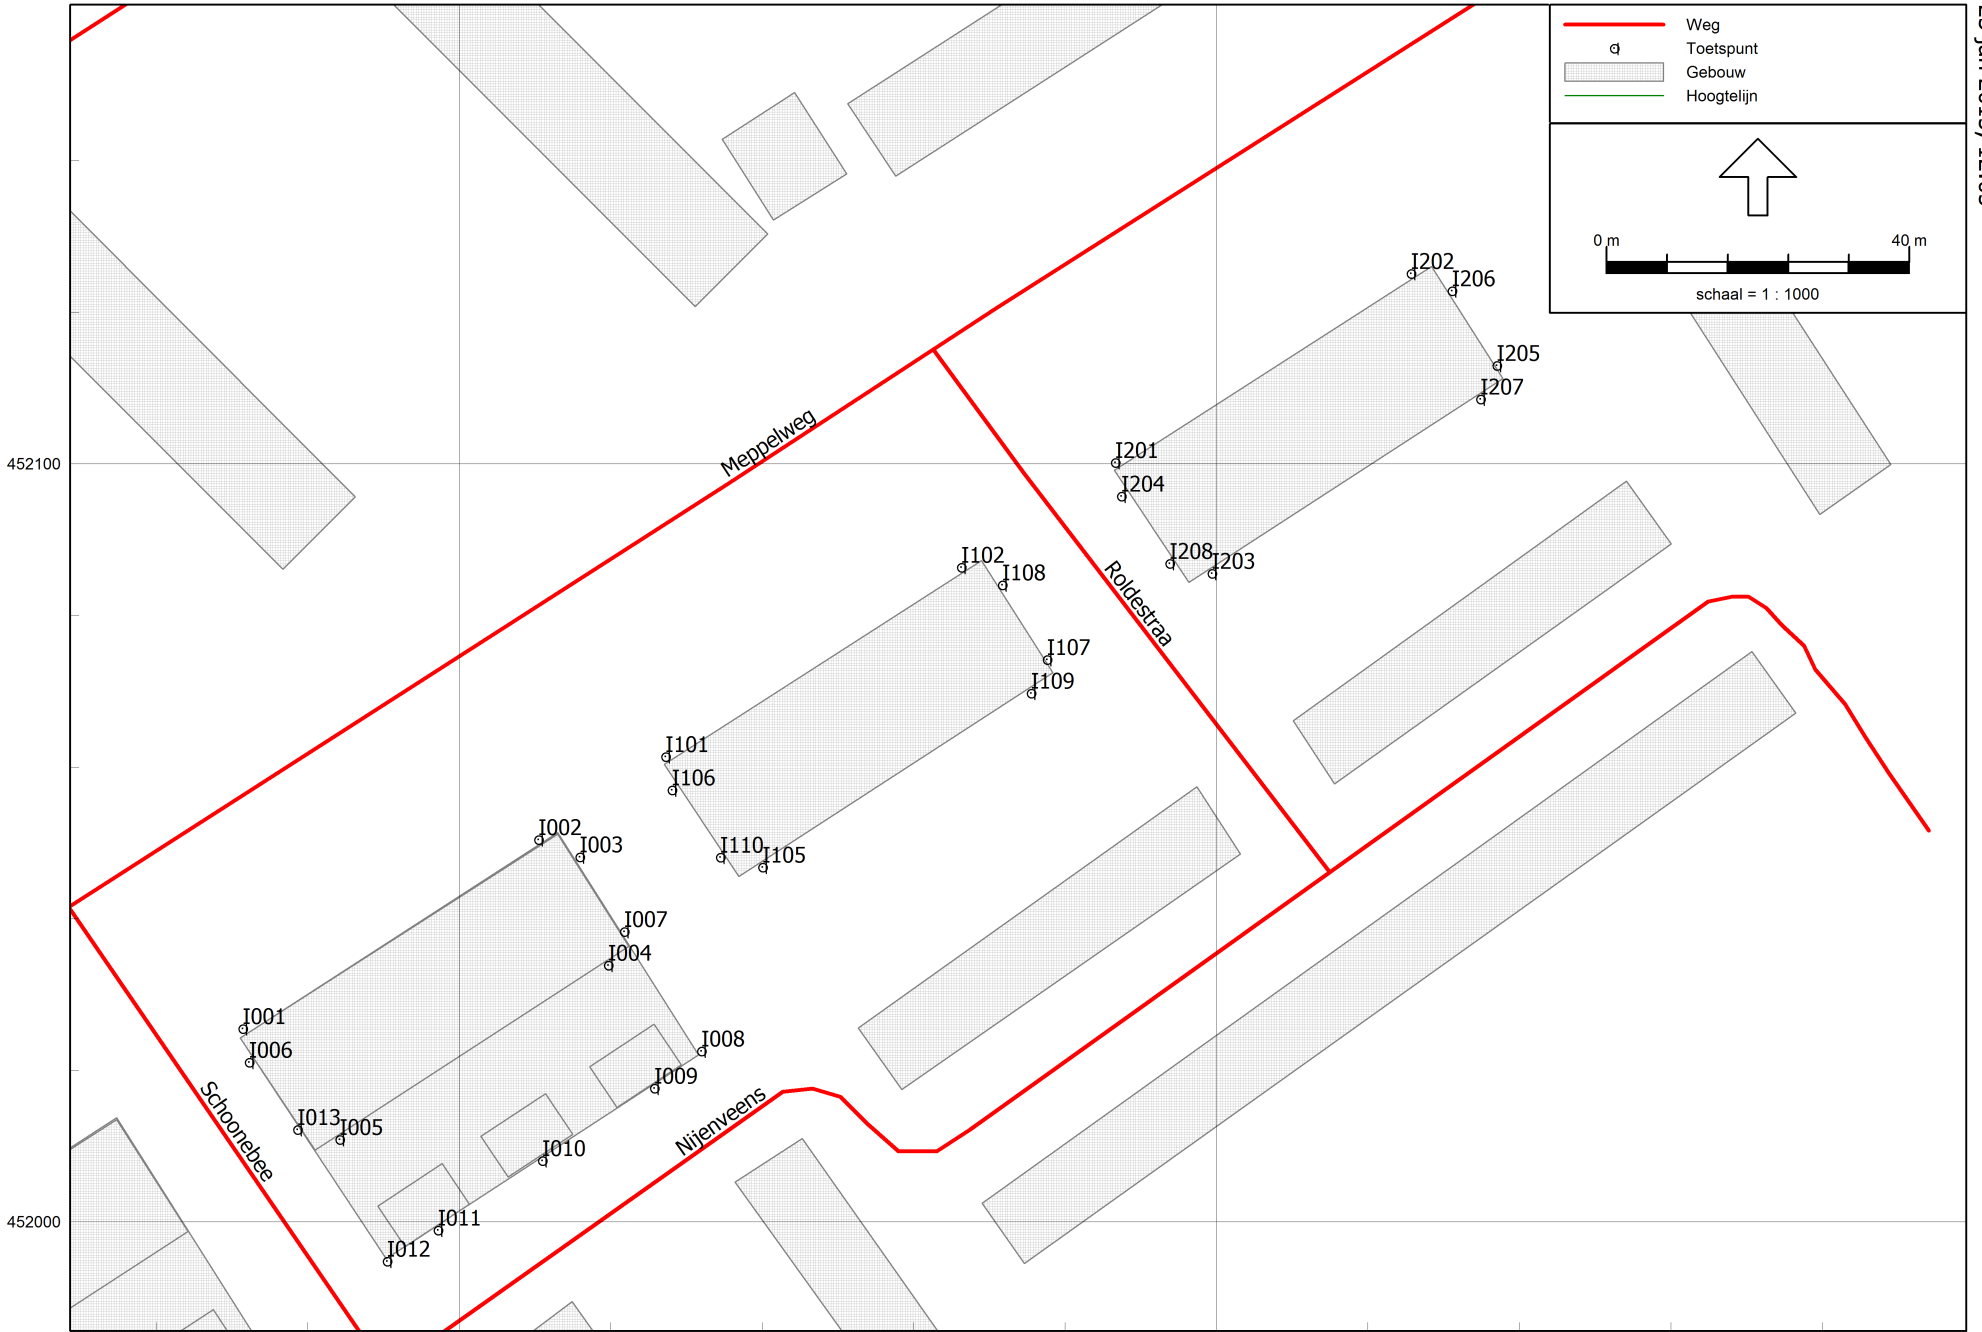 Weg
Toetspunt
Gebouw
Hoogtelijn
0 m
40 m
schaal = 1 : 1000
I202
I206
I205
I207
Meppelweg
452100
I201
I204
I208
I203
I102
I108
Roldestraa
I107
I109
I101
I106
I002
I003
I110
I105
I007
I004
I001
I006
I008
I009
Schoonebee
I013
I005
Nijenveens
I010
452000
I011
I012